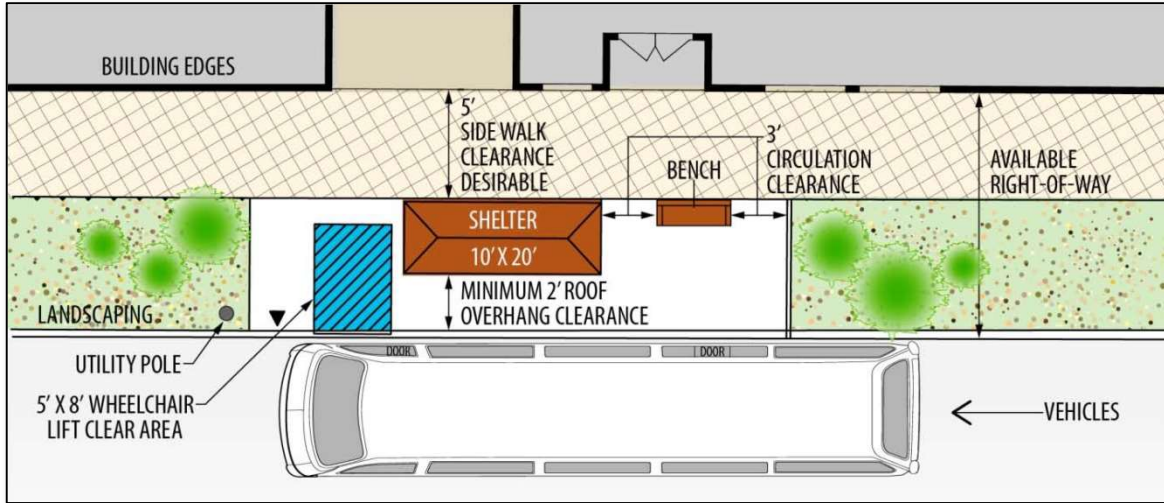 BUILDING EDGES
5'
SIDE WALK
CLEARANCE
DESIRABLE
BENCH
3'
CIRCULATION
CLEARANCE
AVAILABLE
RIGHT-OF-WAY
SHELTER
10' X 20'
MINIMUM 2' ROOF
OVERHANG CLEARANCE
LANDSCAPING
UTILITY POLE
5' X 8' WHEELCHAIR
LIFT CLEAR AREA
DOOR
DOOR
VEHICLES